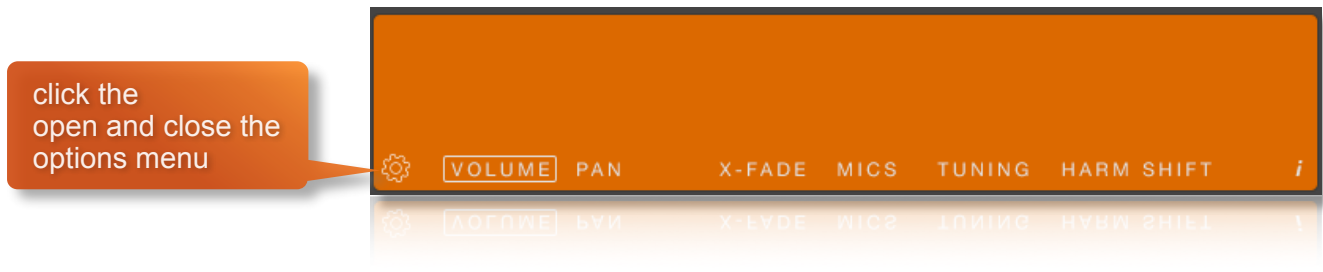 click the
open and close the
options menu
VOLUME PAN X-FADE MICS TUNING HARM SHIFT i